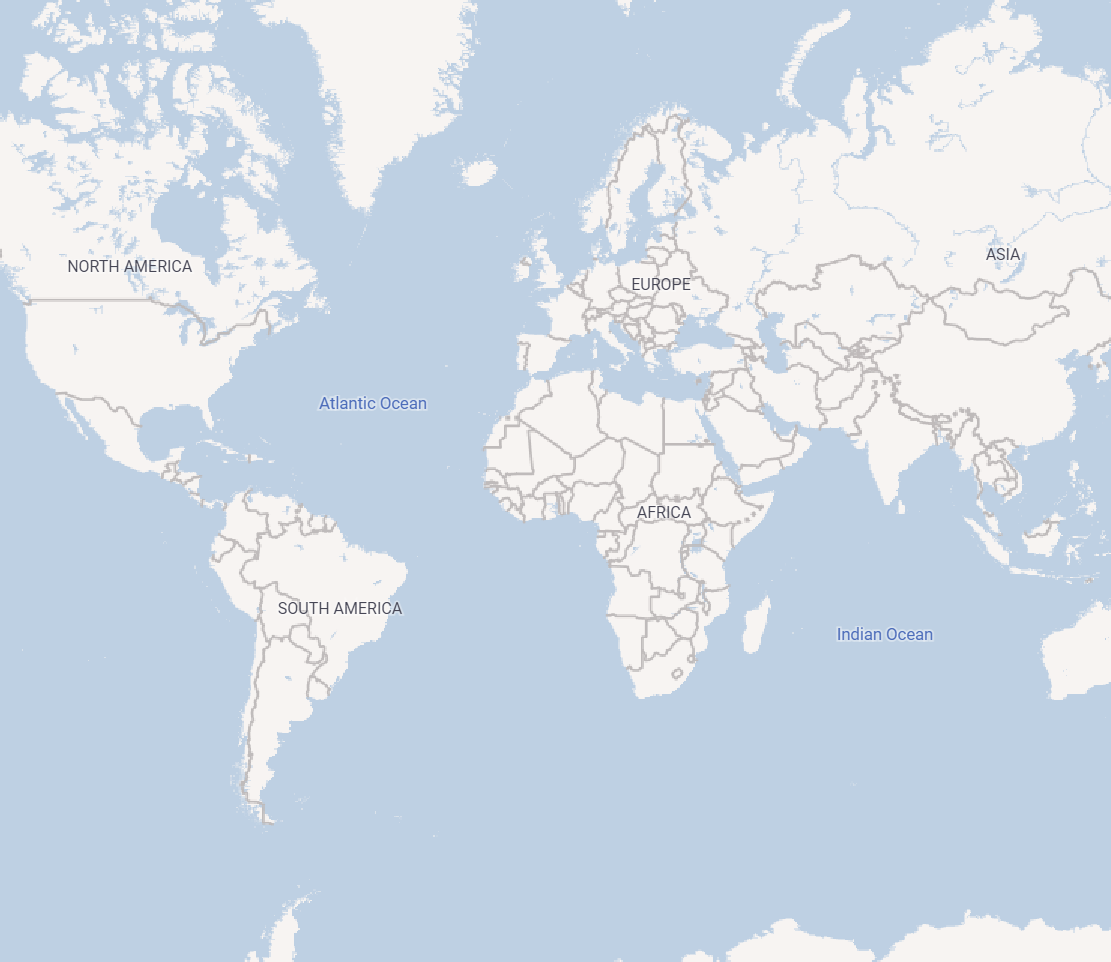 NORTH AMERICA
ASIA
EUROPE
Atlantic Ocean
AFRICA
SOUTH AMERICA
Indian Ocean